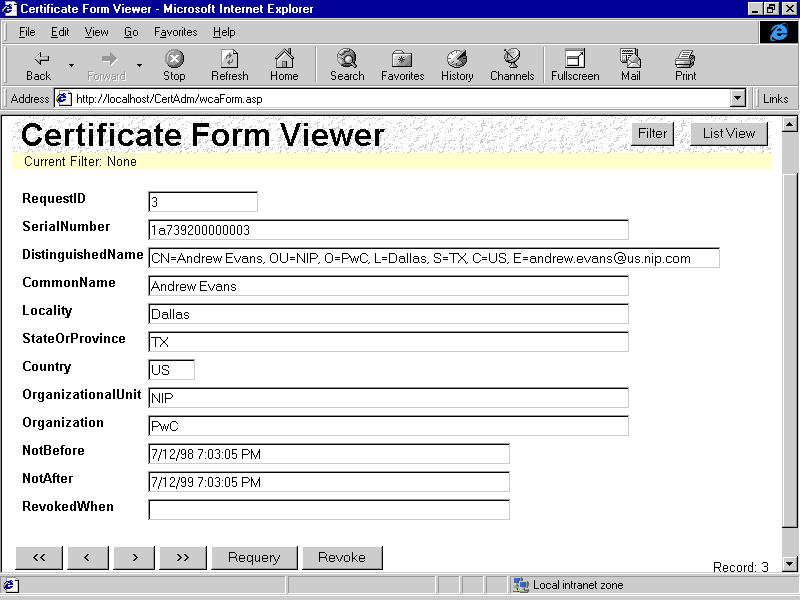 Certificate Form Viewer - Microsoft Internet Explorer
File Edit View Go Favorites Help
Back Forward Stop Refresh Home Search Favorites History Channels Fullscreen Mail Print
Address http://localhost/CertAdm/wcaForm.asp Links
Certificate Form Viewer Filter List View
Current Filter: None
RequestID 3
SerialNumber 1a739200000003
DistinguishedName CN=Andrew Evans, OU=NIP, O=PwC, L=Dallas, S=TX, C=US, E=andrew.evans@us.nip.com
CommonName Andrew Evans
Locality Dallas
StateOrProvince TX
Country US
OrganizationalUnit NIP
Organization PwC
NotBefore 7/12/98 7:03:05 PM
NotAfter 7/12/99 7:03:05 PM
RevokedWhen
<< < > >> Requery Revoke
Record: 3
Local intranet zone